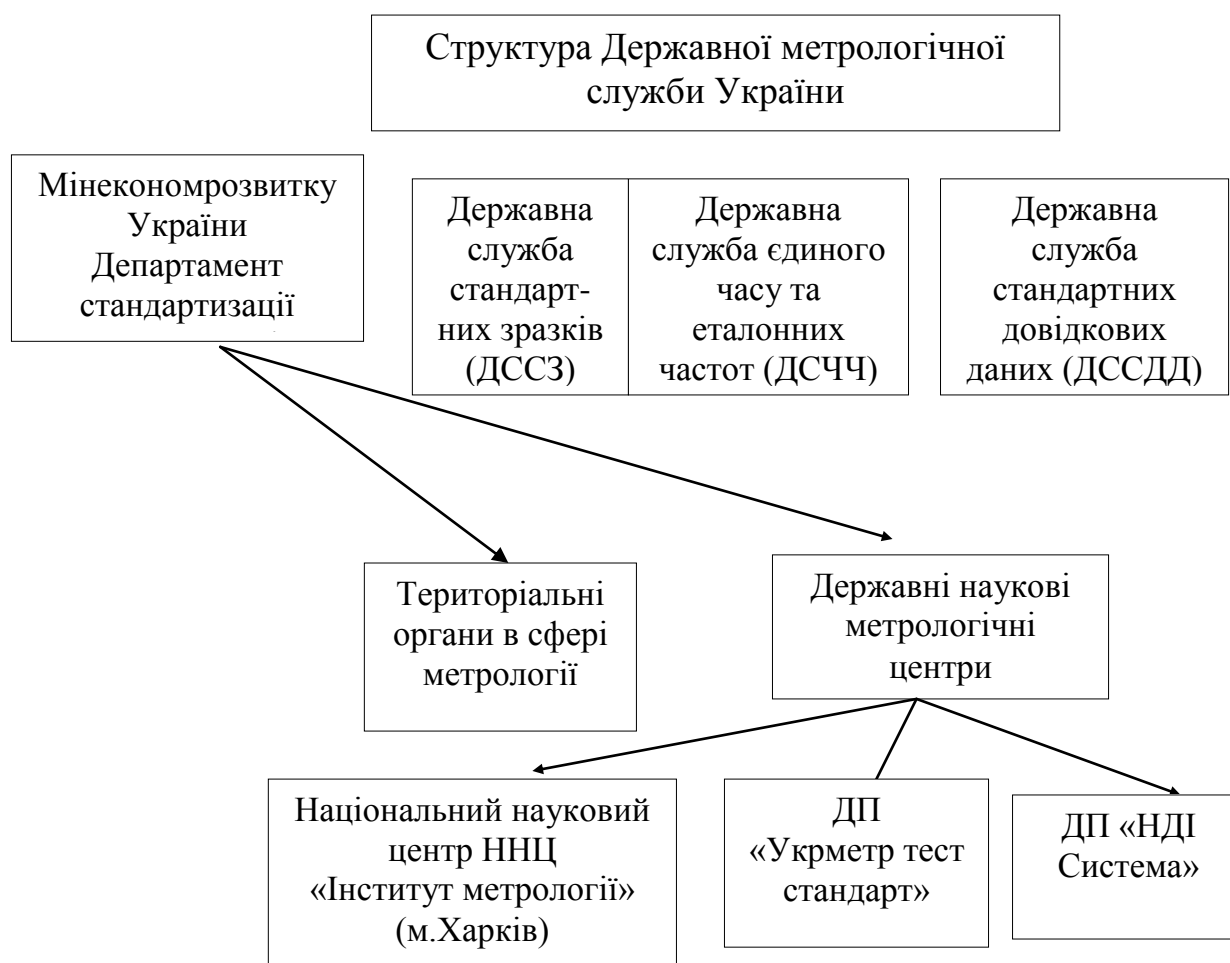 Структура Державної метрологічної
служби України
Мінекономрозвитку
України
Департамент
стандартизації
Державна
служба
стандарт-
них зразків
(ДССЗ)
Державна
служба єдиного
часу та
еталонних
частот (ДСЧЧ)
Державна
служба
стандартних
довідкових
даних (ДССДД)
Територіальні
органи в сфері
метрології
Державні наукові
метрологічні
центри
Національний науковий
центр ННЦ
«Інститут метрології»
(м.Харків)
ДП
«Укрметр тест
стандарт»
ДП «НДІ
Система»